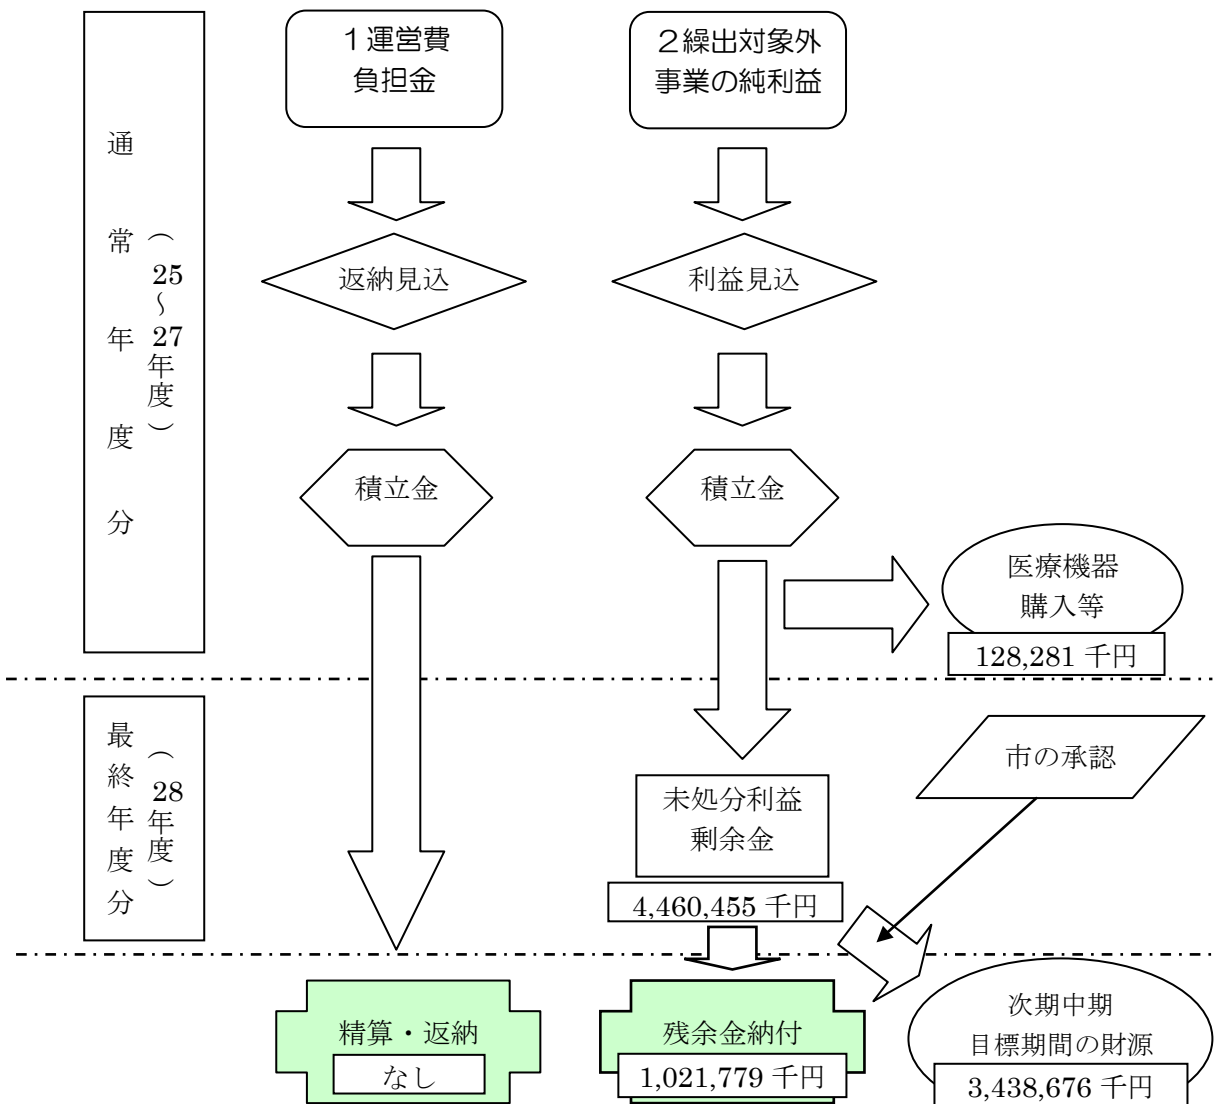 １運営費
負担金
２繰出対象外
事業の純利益
通常年度分
（25～27年度）
返納見込
利益見込
積立金
積立金
医療機器
購入等
128,281 千円
最終年度分
（28年度）
市の承認
未処分利益
剰余金
4,460,455 千円
精算・返納
なし
残余金納付
1,021,779 千円
次期中期
目標期間の財源
3,438,676 千円